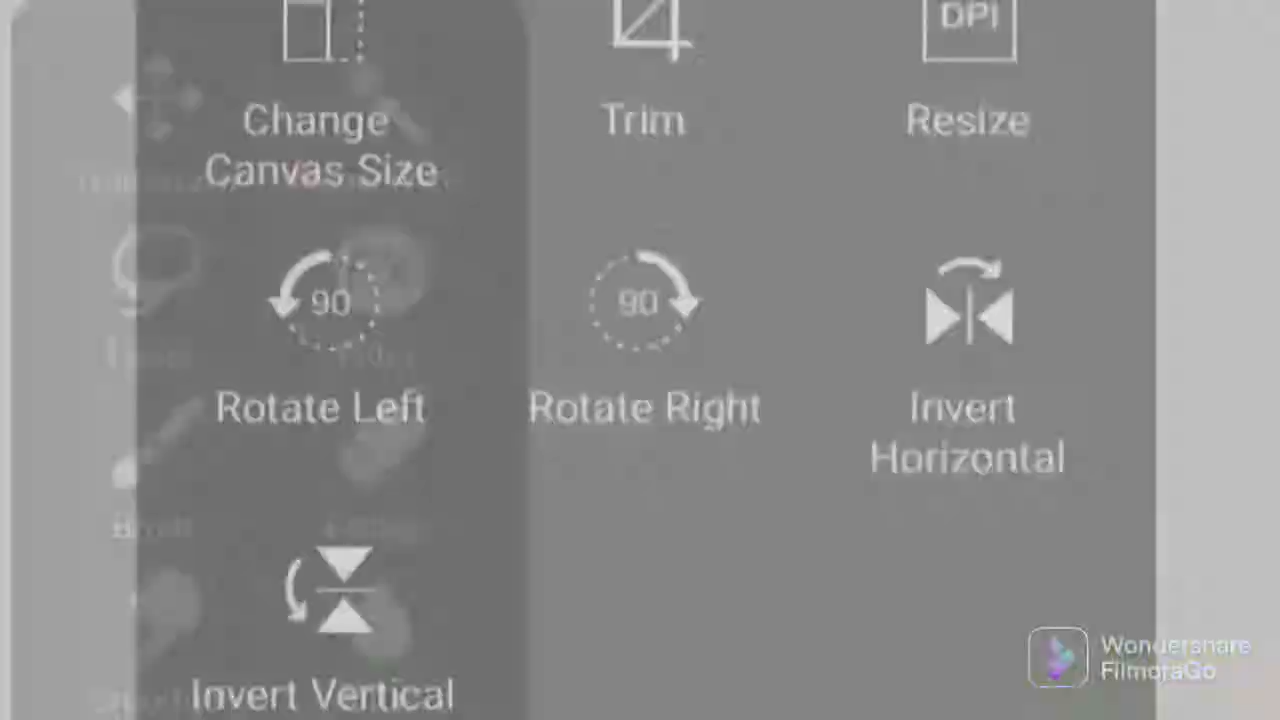 DPI
Change
Canvas Size
Trim
Resize
90
90
Rotate Left
Rotate Right
Invert
Horizontal
Invert Vertical
Wondershare
FilmoraGo